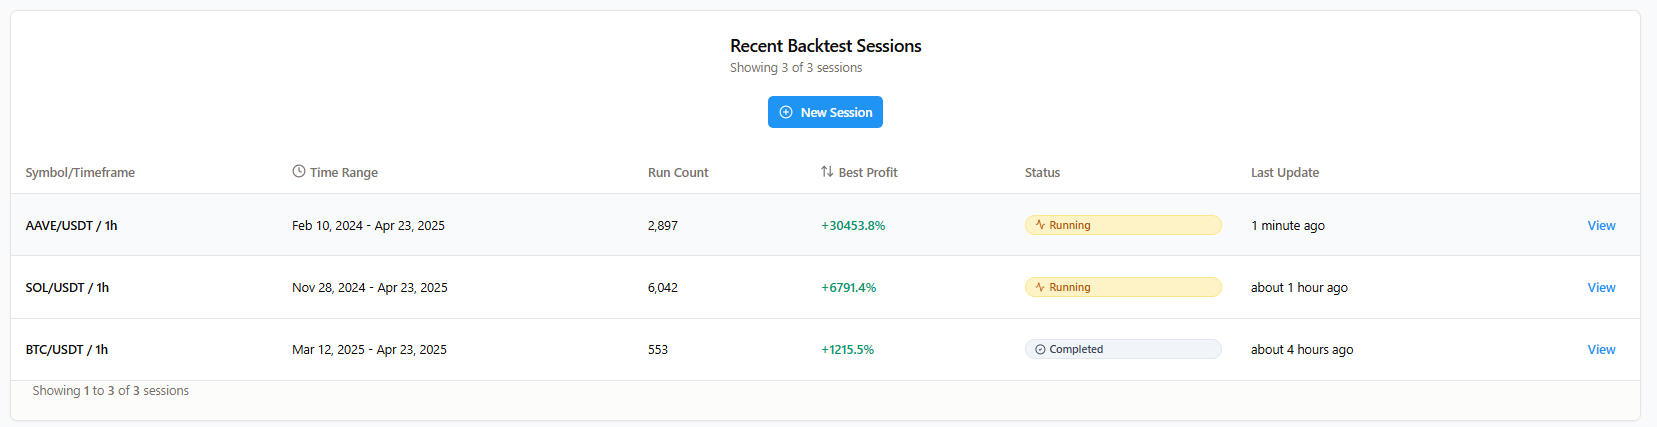 Recent Backtest Sessions
Showing 3 of 3 sessions
New Session
Symbol/Timeframe Time Range Run Count Best Profit Status Last Update
AAVE/USDT / 1h Feb 10, 2024 - Apr 23, 2025 2,897 +30453.8% Running 1 minute ago View
SOL/USDT / 1h Nov 28, 2024 - Apr 23, 2025 6,042 +6791.4% Running about 1 hour ago View
BTC/USDT / 1h Mar 12, 2025 - Apr 23, 2025 553 +1215.5% Completed about 4 hours ago View
Showing 1 to 3 of 3 sessions